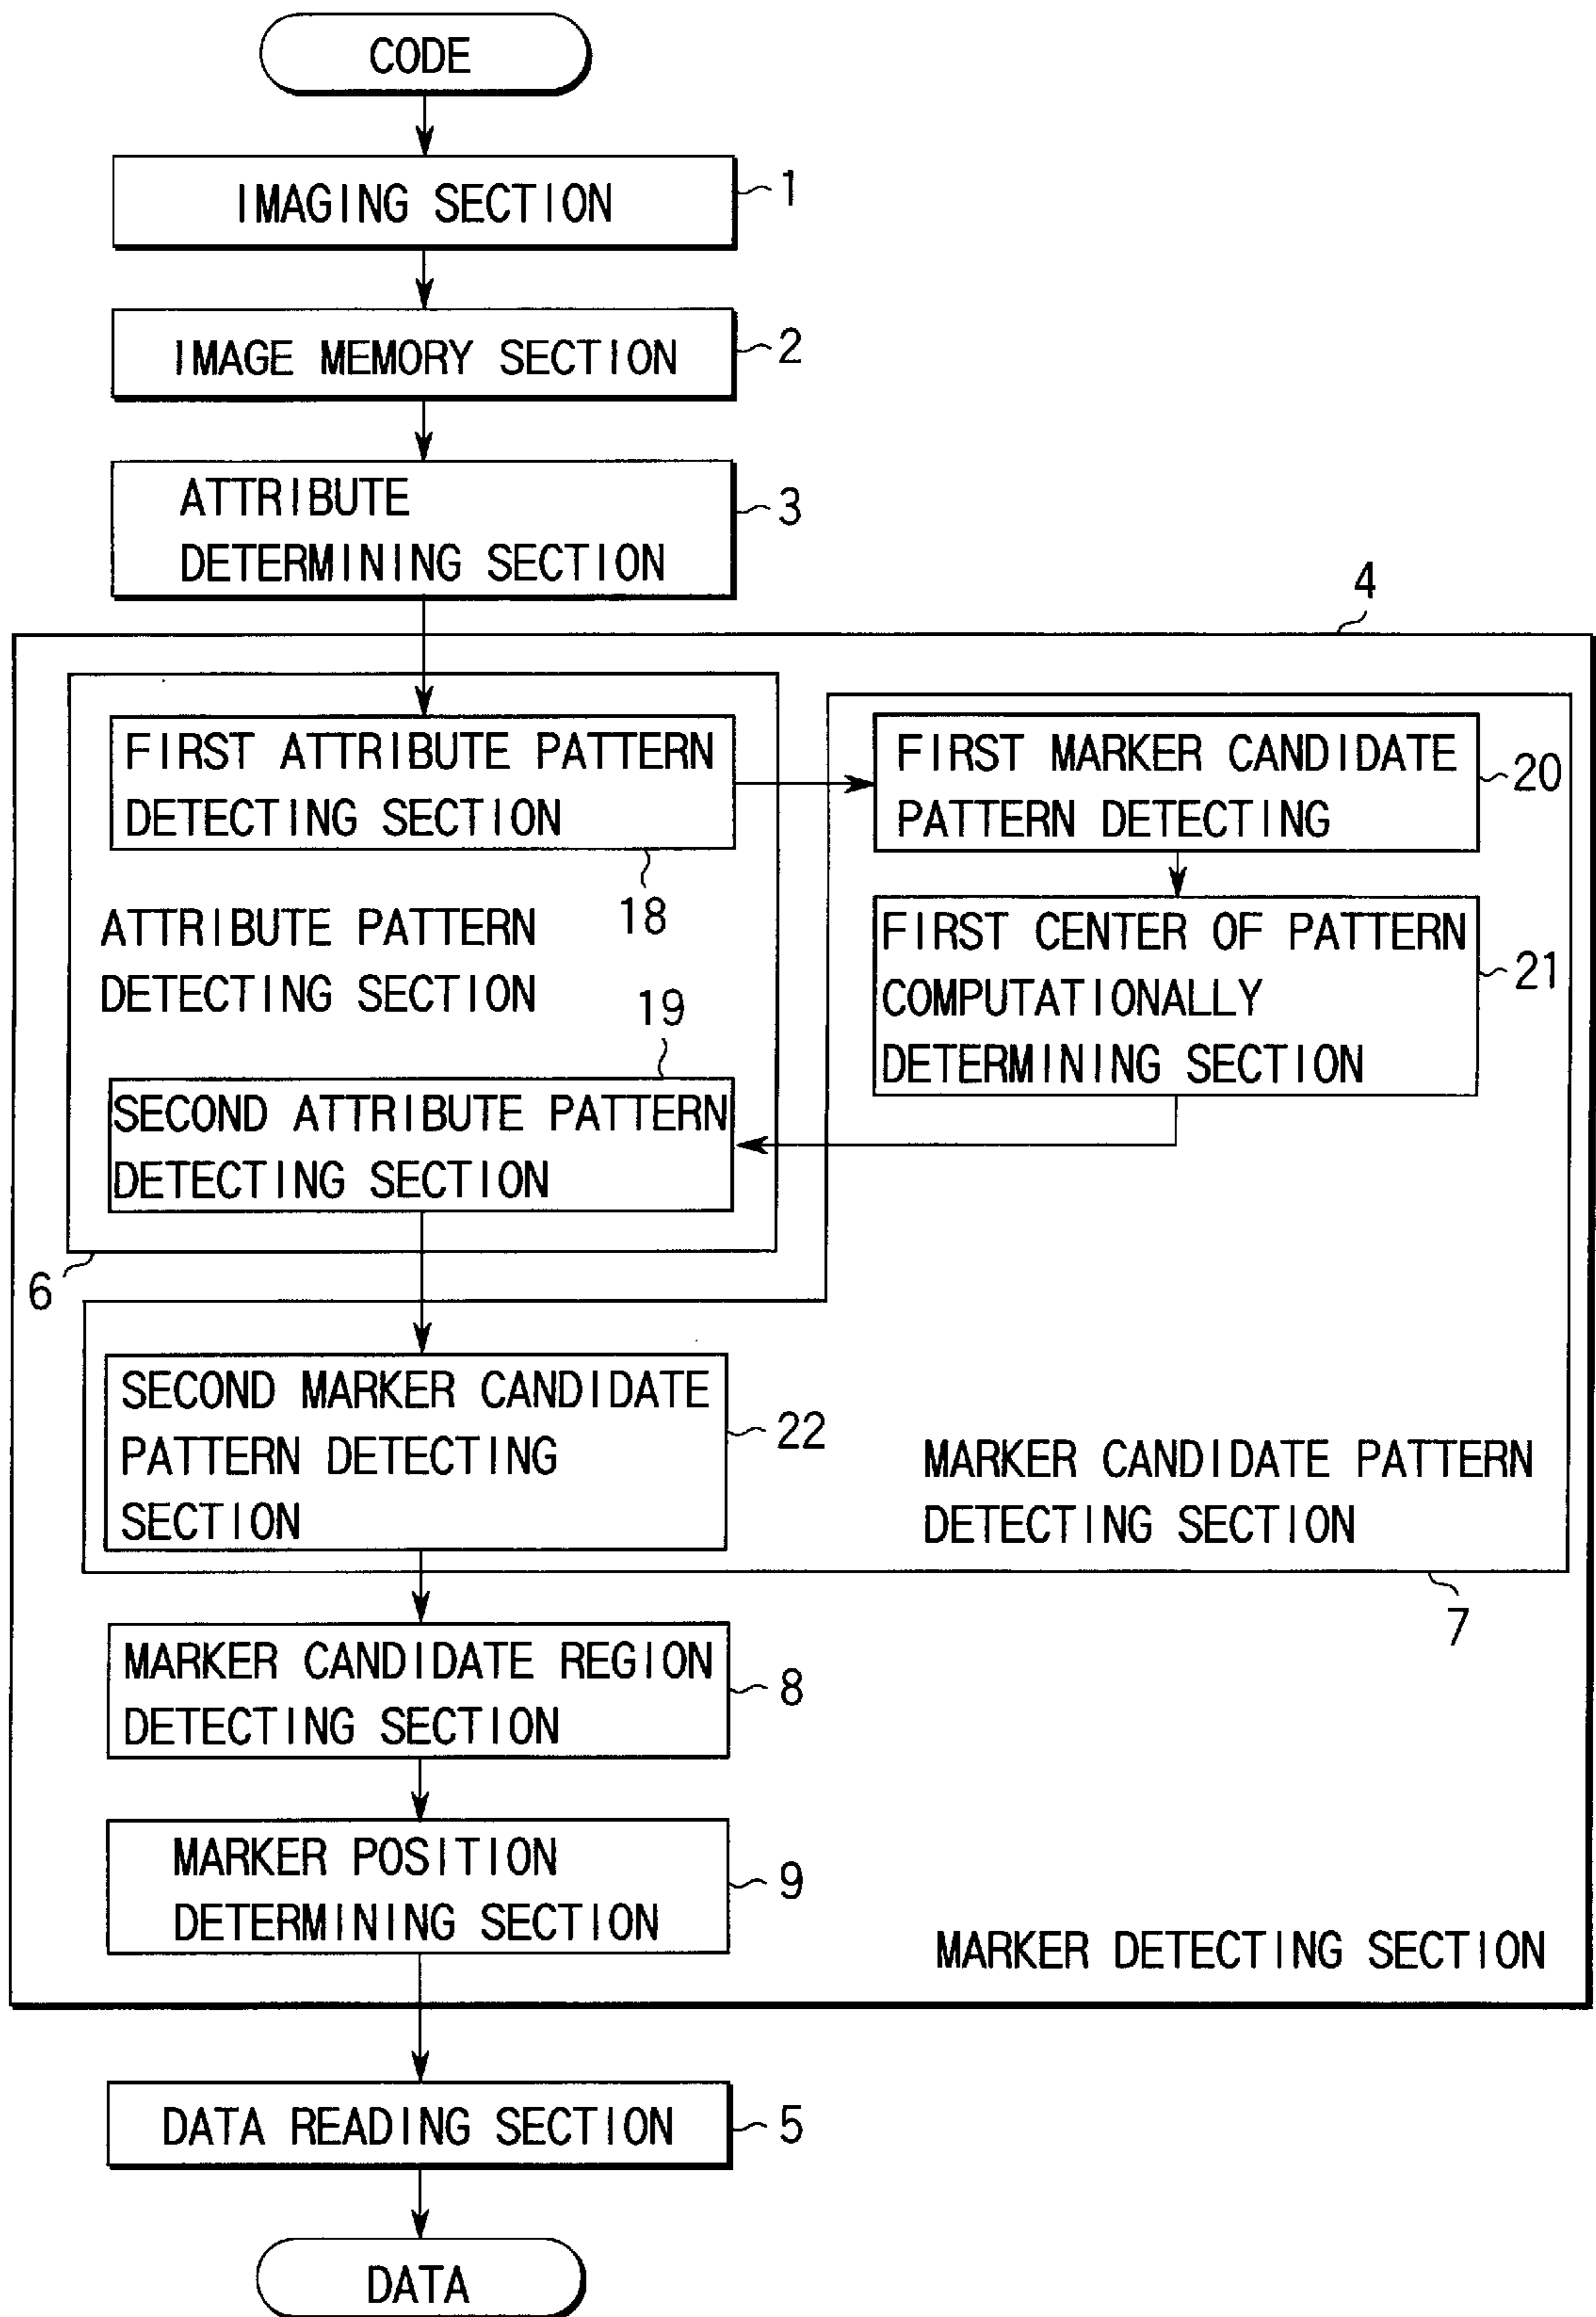 CODE
IMAGING SECTION
1
IMAGE MEMORY SECTION
2
ATTRIBUTE
DETERMINING SECTION
3
4
FIRST ATTRIBUTE PATTERN
DETECTING SECTION
18
FIRST MARKER CANDIDATE
PATTERN DETECTING
20
ATTRIBUTE PATTERN
DETECTING SECTION
FIRST CENTER OF PATTERN
COMPUTATIONALLY
DETERMINING SECTION
21
19
SECOND ATTRIBUTE PATTERN
DETECTING SECTION
6
SECOND MARKER CANDIDATE
PATTERN DETECTING
SECTION
22
MARKER CANDIDATE PATTERN
DETECTING SECTION
7
MARKER CANDIDATE REGION
DETECTING SECTION
8
MARKER POSITION
DETERMINING SECTION
9
MARKER DETECTING SECTION
DATA READING SECTION
5
DATA